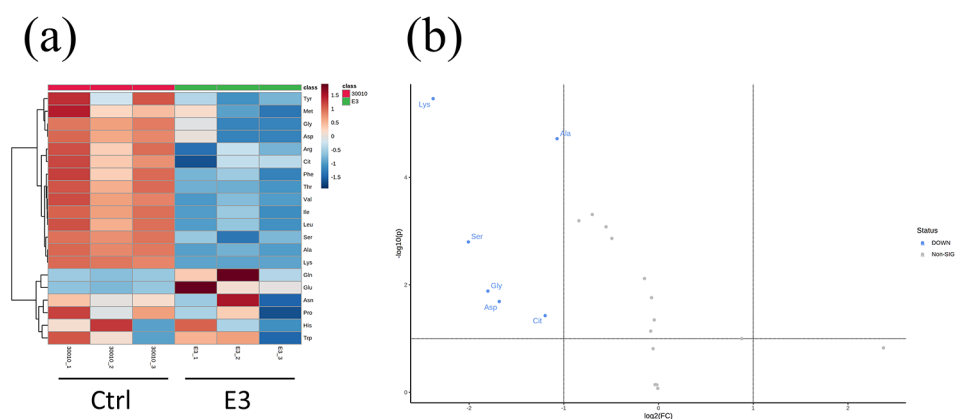 (a)
(b)
class
Tyr
Met
Gly
Asp
Arg
Cit
Phe
Thr
Val
Ile
Leu
Ser
Ala
Lys
Gln
Glu
Asn
Pro
His
Trp
30010_1
30010_2
30010_3
E3_1
E3_2
E3_3
Ctrl
E3
1.5
1
0.5
0
-0.5
-1
-1.5
class
30010
E3
-log10(p)
4
2
0
Lys
Ala
Ser
Gly
Asp
Cit
-2
-1
0
1
2
log2(FC)
Status
DOWN
Non-SIG